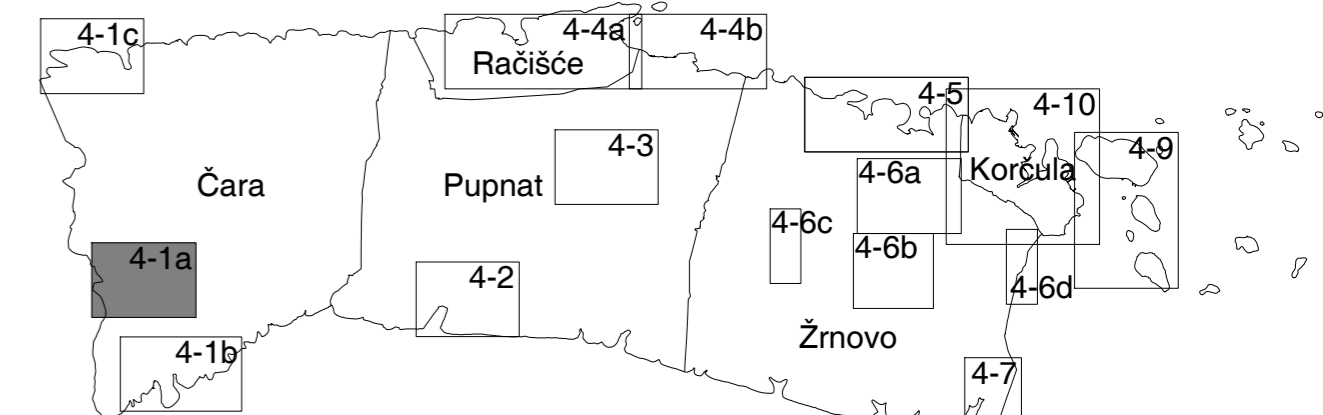 4-1c
4-4a
4-4b
Račišće
4-5
4-10
4-3
4-9
Čara
Pupnat
4-6a
Korčula
4-6c
4-1a
4-6b
4-2
4-6d
Žrnovo
4-1b
4-7